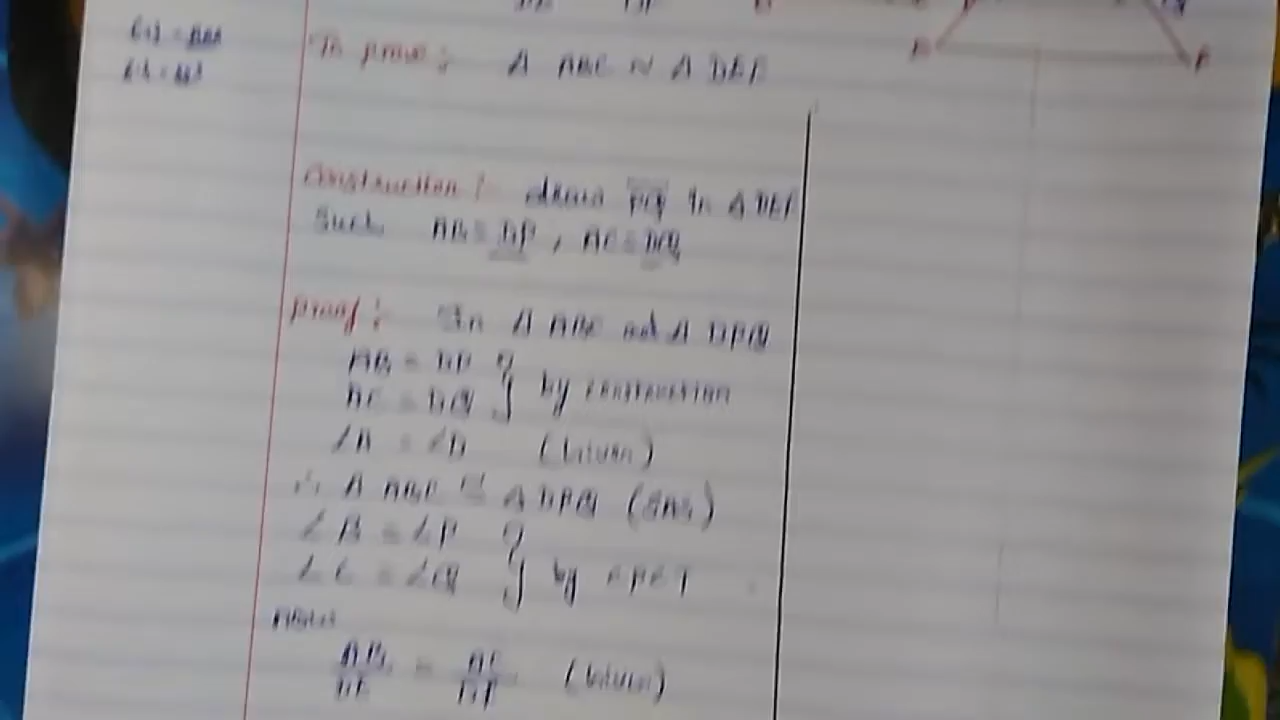 To prove : Δ ABC ~ Δ DEF
Construction : draw PQ in Δ DEF
Such AB = DP , AC = DQ
Proof : In Δ ABC and Δ DPQ
AB = DP }
AC = DQ } by construction
∠A = ∠D (Given)
∴ Δ ABC ≅ Δ DPQ (SAS)
∠B = ∠P }
∠C = ∠Q } by CPCT
Now
AB/DE = AC/DF (Given)